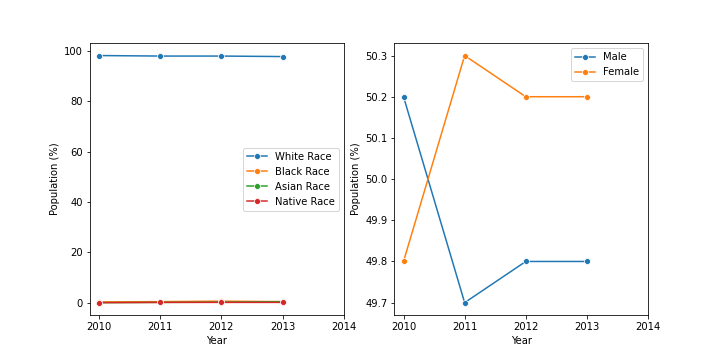 100
80
60
40
20
0
Population (%)
2010 2011 2012 2013 2014
Year
White Race
Black Race
Asian Race
Native Race
50.3
50.2
50.1
50.0
49.9
49.8
49.7
Population (%)
2010 2011 2012 2013 2014
Year
Male
Female